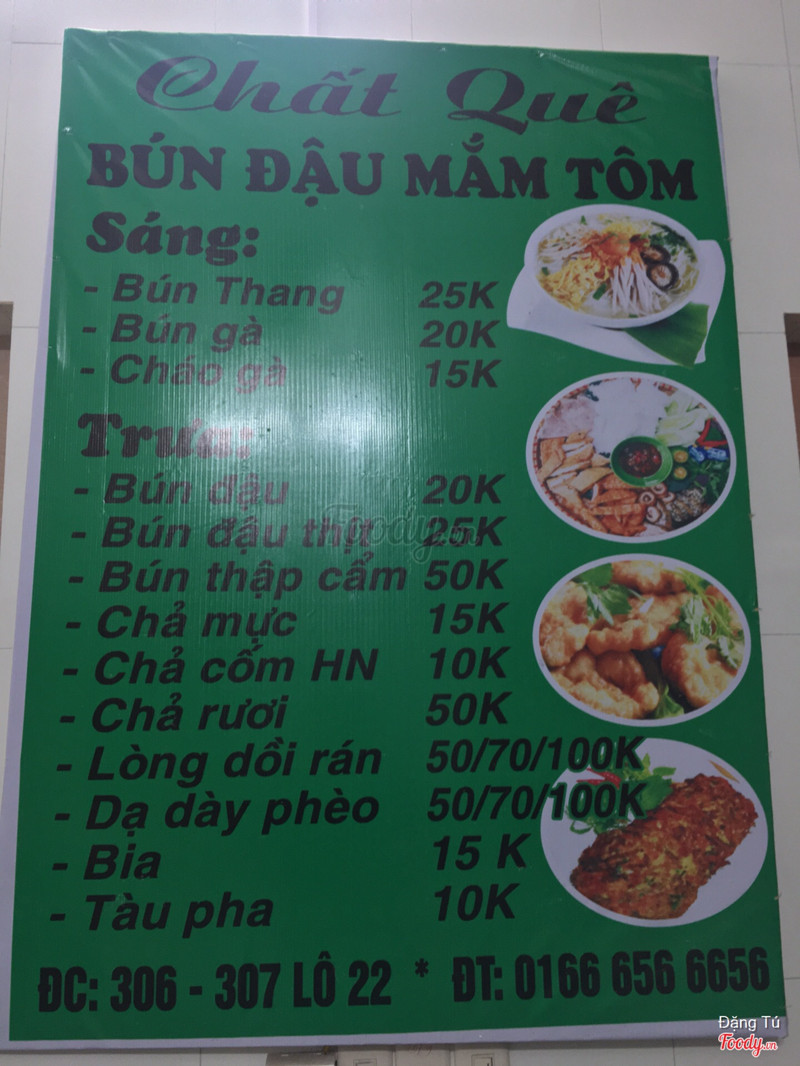 Chất Quê
BÚN ĐẬU MẮM TÔM
Sáng:
- Bún Thang 25K
- Bún gà 20K
- Cháo gà 15K
Trưa:
- Bún đậu 20K
- Bún đậu thịt 25K
- Bún thập cẩm 50K
- Chả mực 15K
- Chả cốm HN 10K
- Chả rươi 50K
- Lòng dồi rán 50/70/100K
- Dạ dày phèo 50/70/100K
- Bia 15 K
- Tàu pha 10K
ĐC: 306 - 307 LÔ 22 * ĐT: 0166 656 6656
Foody.vn
Đặng Tú
Foody.vn